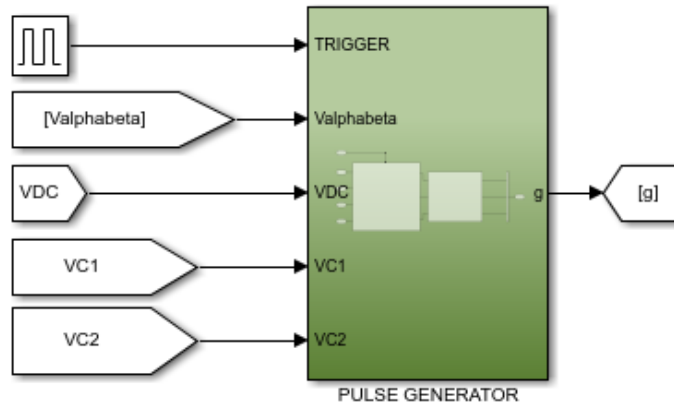 TRIGGER
[Valphabeta]
Valphabeta
VDC
VDC
g
[g]
VC1
VC1
VC2
VC2
PULSE GENERATOR